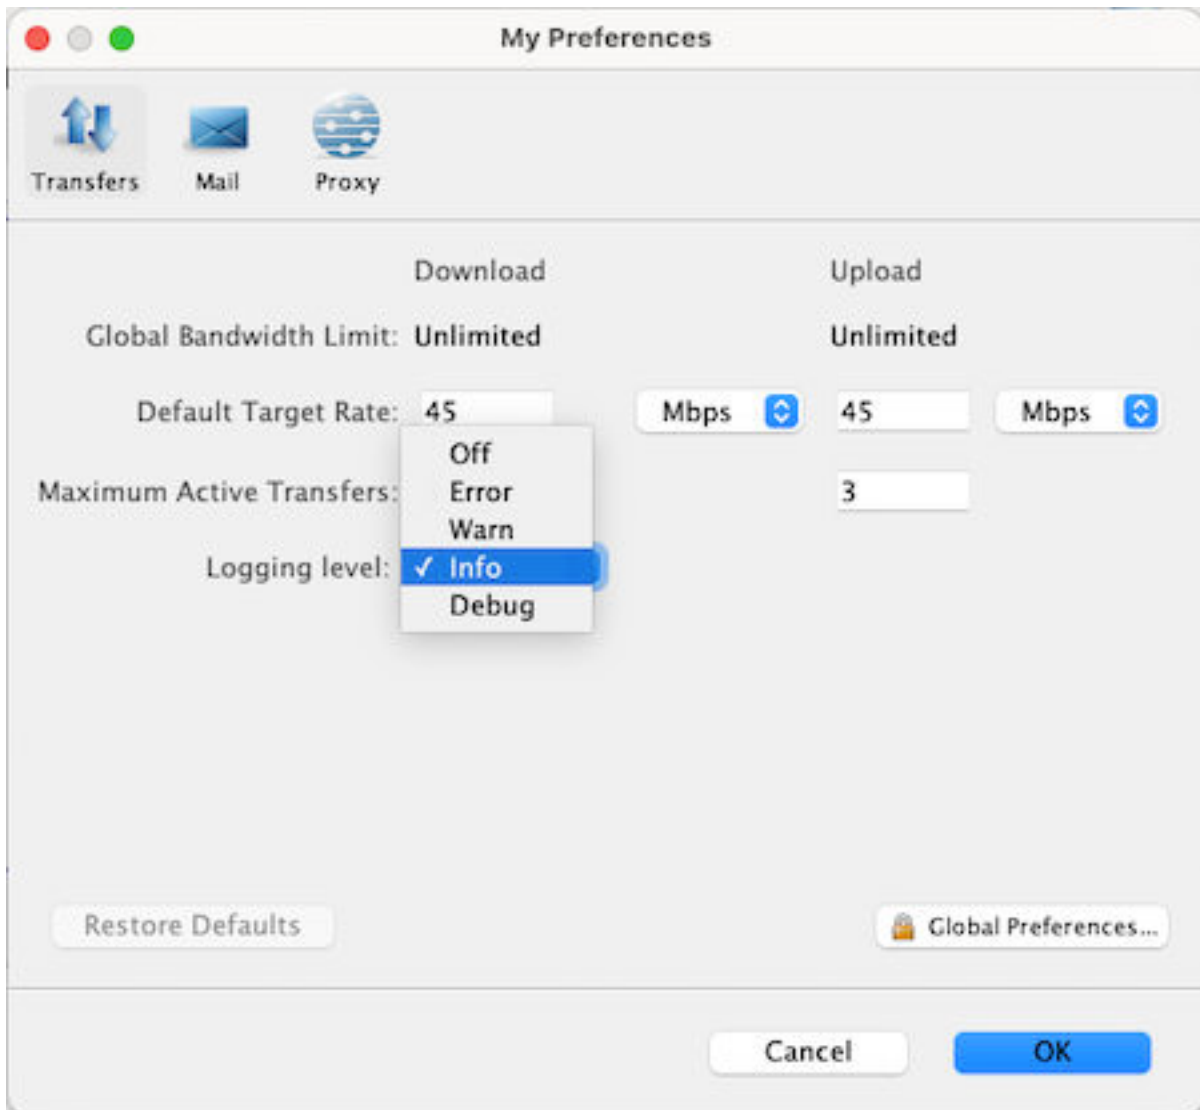 My Preferences
Transfers Mail Proxy
Download Upload
Global Bandwidth Limit: Unlimited Unlimited
Default Target Rate: 45 Mbps 45 Mbps
Off
Maximum Active Transfers: Error 3
Warn
Logging level: ✓ Info
Debug
Restore Defaults Global Preferences...
Cancel OK